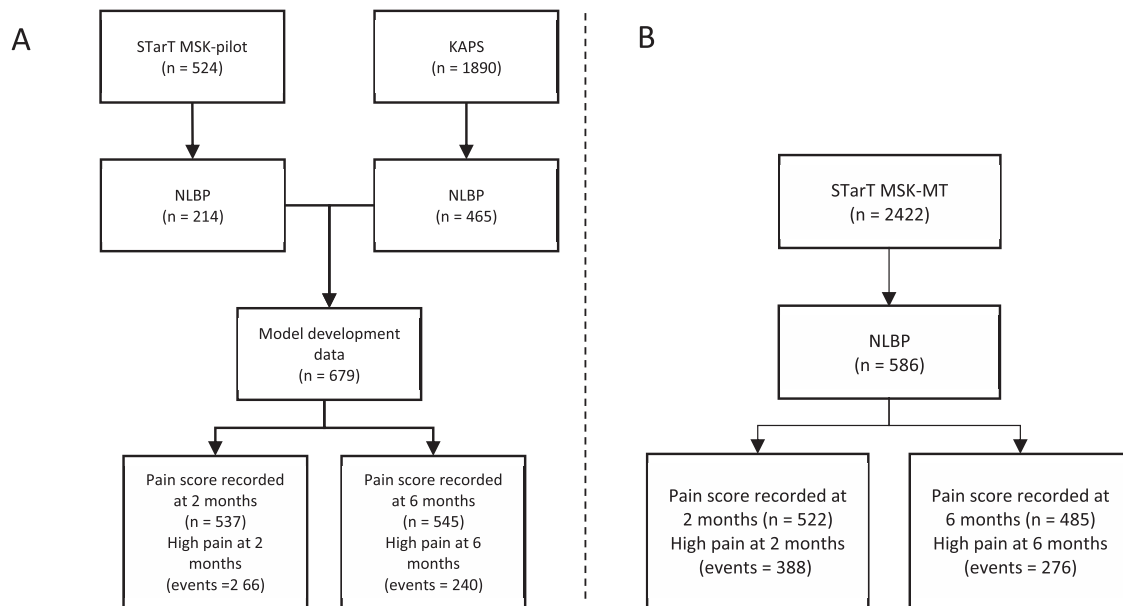 A
STarT MSK-pilot
(n = 524)
KAPS
(n = 1890)
NLBP
(n = 214)
NLBP
(n = 465)
Model development
data
(n = 679)
Pain score recorded
at 2 months
(n = 537)
High pain at 2
months
(events =2 66)
Pain score recorded
at 6 months
(n = 545)
High pain at 6
months
(events = 240)
B
STarT MSK-MT
(n = 2422)
NLBP
(n = 586)
Pain score recorded at
2 months (n = 522)
High pain at 2 months
(events = 388)
Pain score recorded at
6 months (n = 485)
High pain at 6 months
(events = 276)